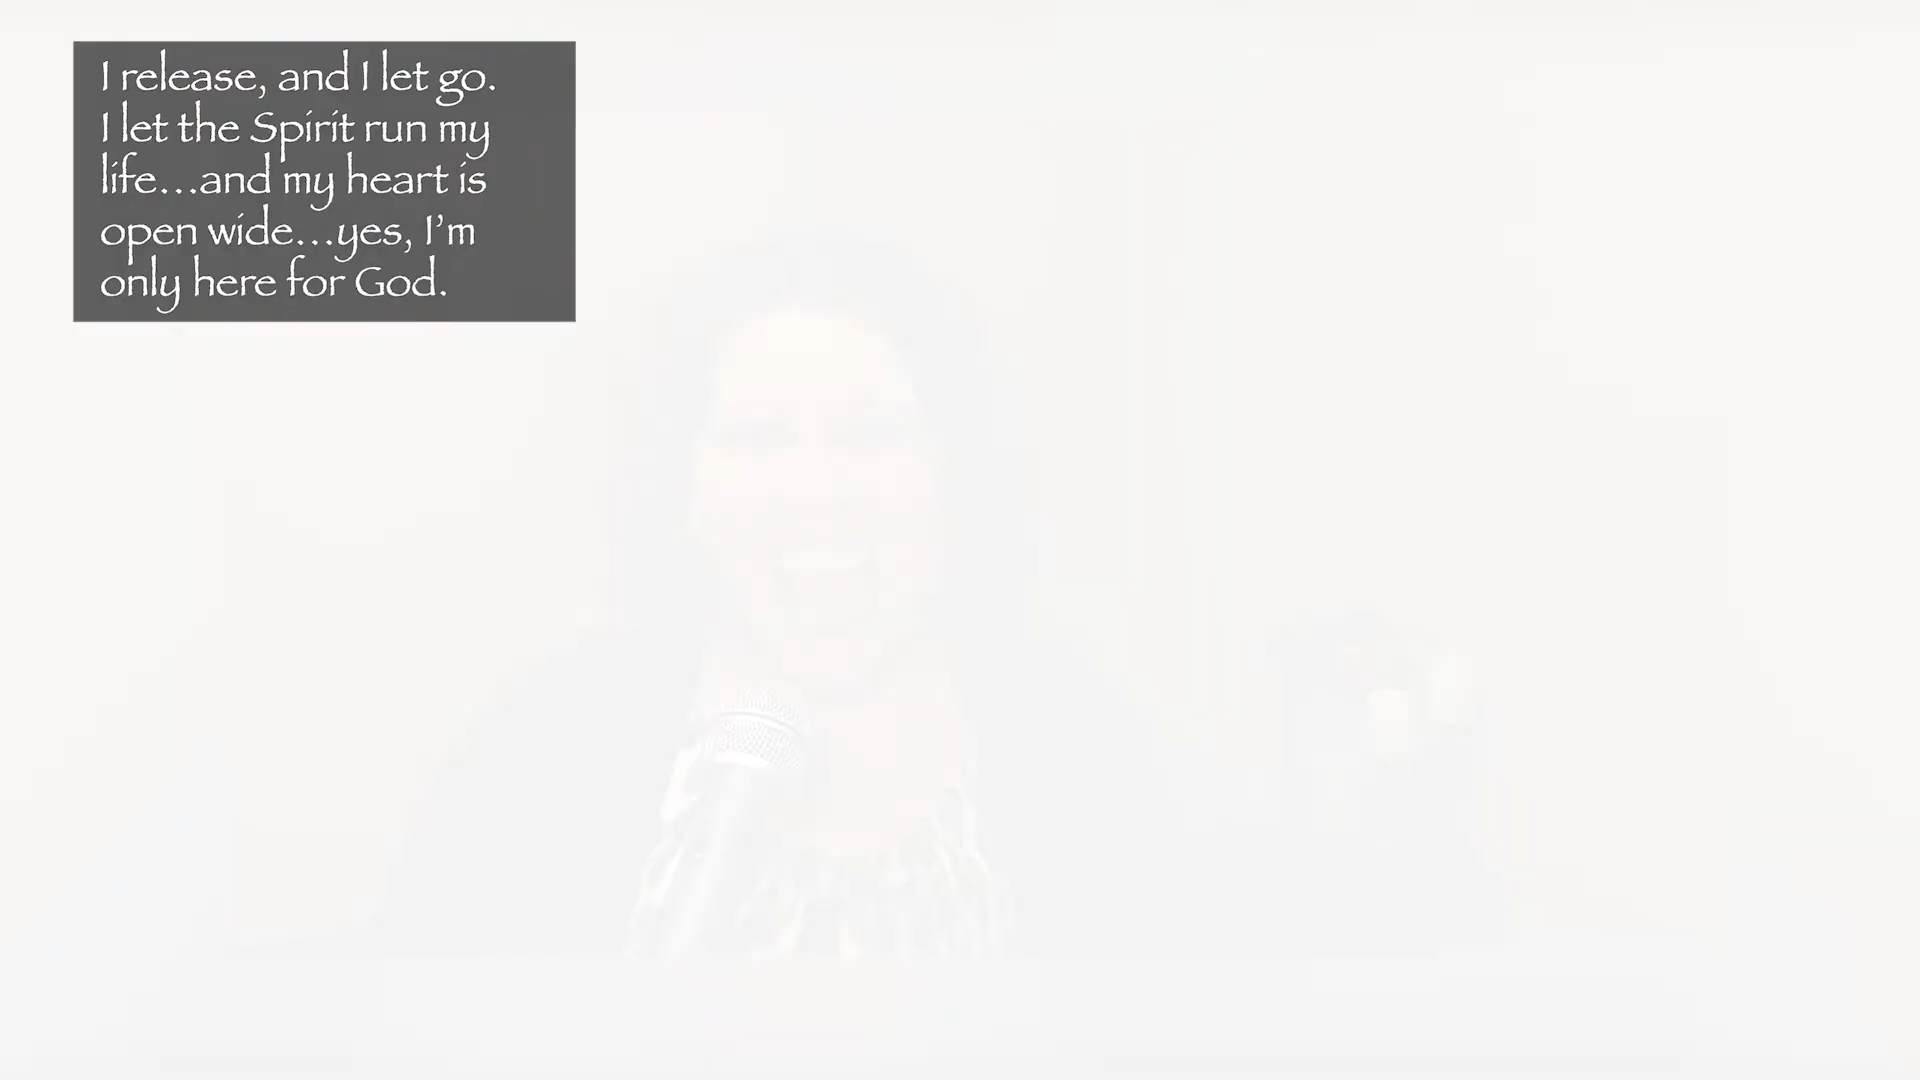 I release, and I let go.
I let the Spirit run my
life...and my heart is
open wide...yes, I'm
only here for God.